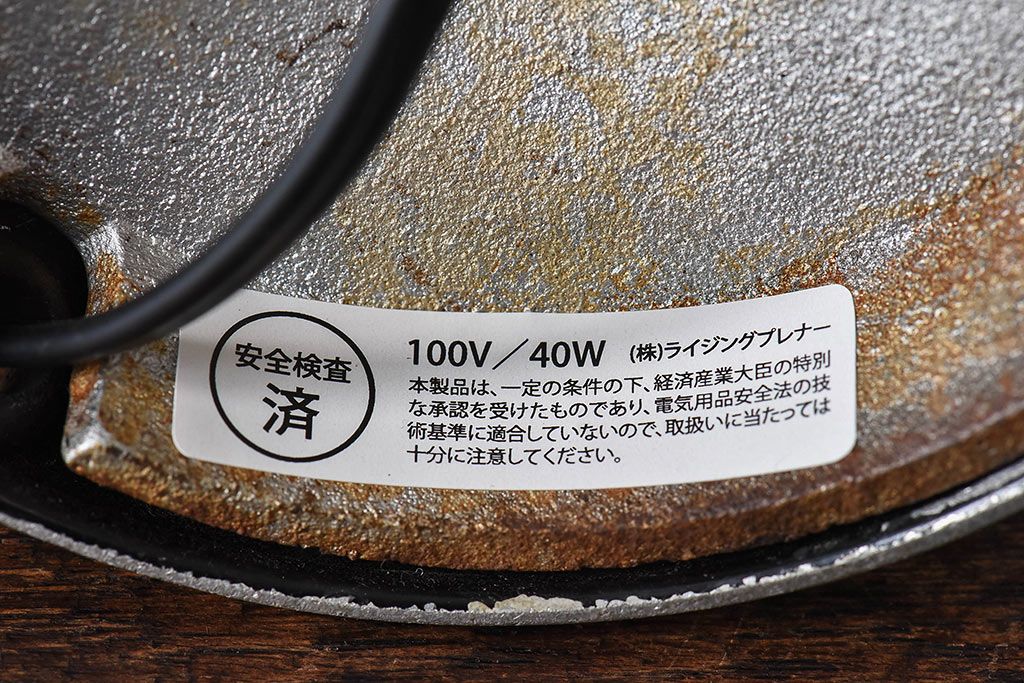 安全検査
済
100V／40W (株)ライジングプレナー
本製品は、一定の条件の下、経済産業大臣の特別
な承認を受けたものであり、電気用品安全法の技
術基準に適合していないので、取扱いに当たっては
十分に注意してください。